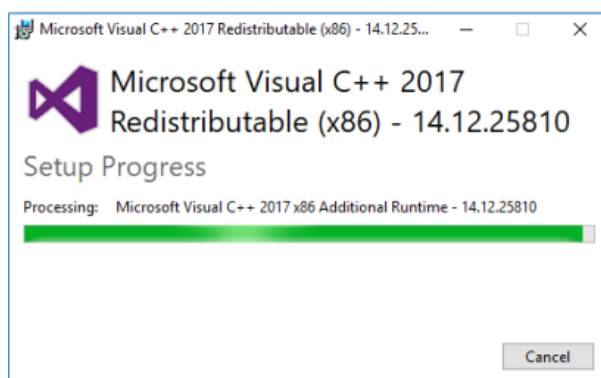 Microsoft Visual C++ 2017 Redistributable (x86) - 14.12.25...
Microsoft Visual C++ 2017
Redistributable (x86) - 14.12.25810
Setup Progress
Processing: Microsoft Visual C++ 2017 x86 Additional Runtime - 14.12.25810
Cancel